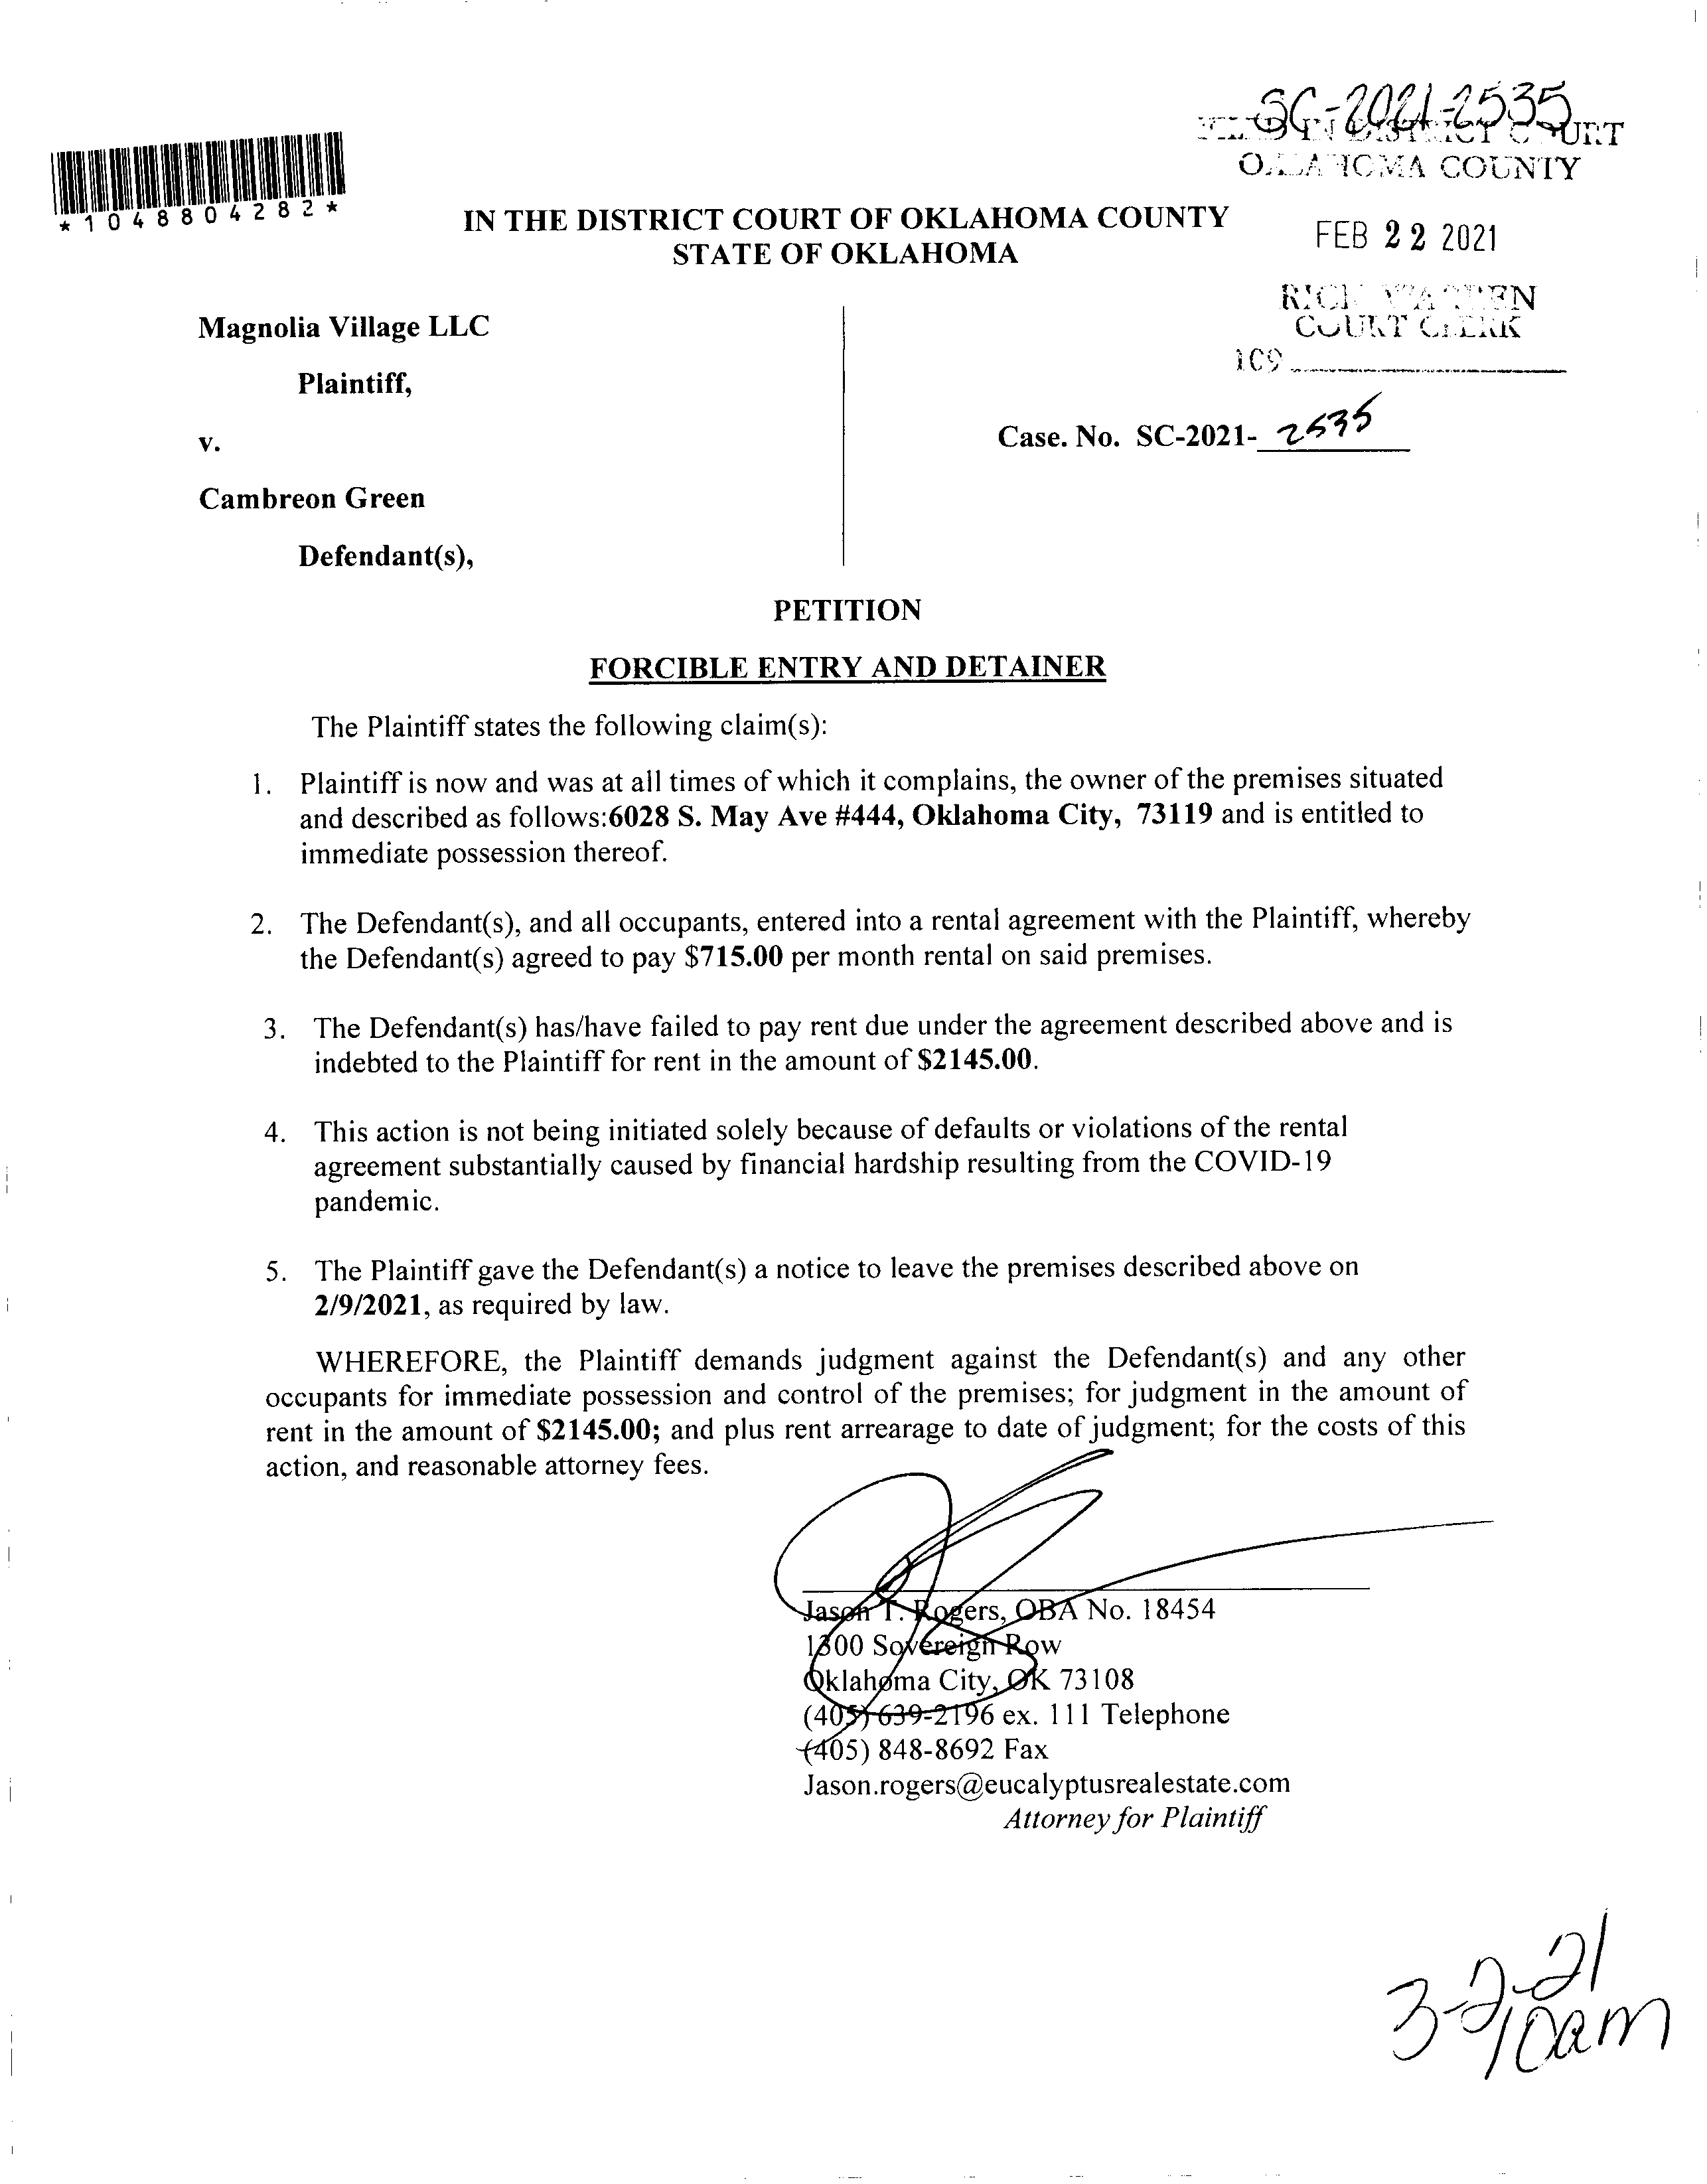 SC-2021-2535
FILED IN DISTRICT COURT
OKLAHOMA COUNTY
*1048804282*
IN THE DISTRICT COURT OF OKLAHOMA COUNTY
STATE OF OKLAHOMA
FEB 22 2021
RICK WARREN
COURT CLERK
109
Magnolia Village LLC
Plaintiff,
v.
Case. No. SC-2021- 2535
Cambreon Green
Defendant(s),
PETITION
FORCIBLE ENTRY AND DETAINER
The Plaintiff states the following claim(s):
1. Plaintiff is now and was at all times of which it complains, the owner of the premises situated
and described as follows:6028 S. May Ave #444, Oklahoma City, 73119 and is entitled to
immediate possession thereof.
2. The Defendant(s), and all occupants, entered into a rental agreement with the Plaintiff, whereby
the Defendant(s) agreed to pay $715.00 per month rental on said premises.
3. The Defendant(s) has/have failed to pay rent due under the agreement described above and is
indebted to the Plaintiff for rent in the amount of $2145.00.
4. This action is not being initiated solely because of defaults or violations of the rental
agreement substantially caused by financial hardship resulting from the COVID-19
pandemic.
5. The Plaintiff gave the Defendant(s) a notice to leave the premises described above on
2/9/2021, as required by law.
WHEREFORE, the Plaintiff demands judgment against the Defendant(s) and any other
occupants for immediate possession and control of the premises; for judgment in the amount of
rent in the amount of $2145.00; and plus rent arrearage to date of judgment; for the costs of this
action, and reasonable attorney fees.
Jason T. Rogers, OBA No. 18454
1300 Sovereign Row
Oklahoma City, OK 73108
(405) 639-2196 ex. 111 Telephone
(405) 848-8692 Fax
Jason.rogers@eucalyptusrealestate.com
Attorney for Plaintiff
3-2-21
10am